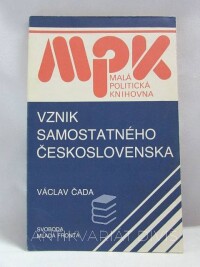 MPK
MALÁ
POLITICKÁ
KNIHOVNA
VZNIK
SAMOSTATNÉHO
ČESKOSLOVENSKA
VÁCLAV ČADA
SVOBODA
MLADÁ FRONTA